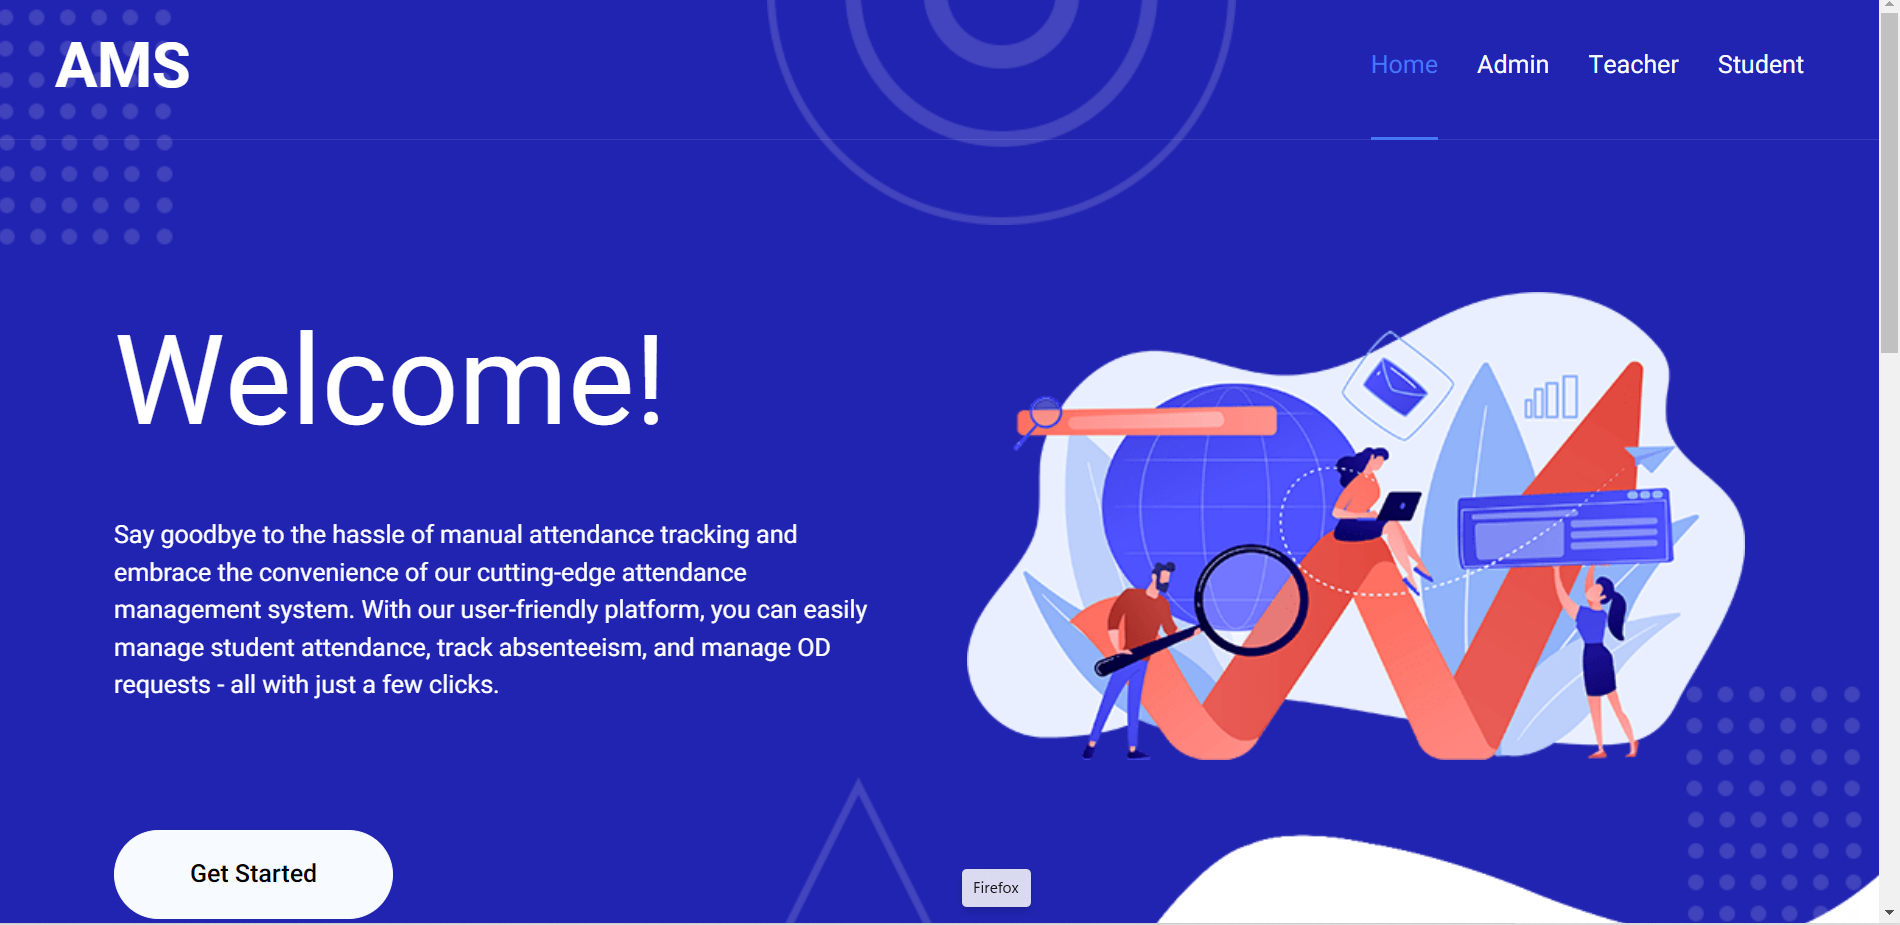 AMS
Home Admin Teacher Student
Welcome!
Say goodbye to the hassle of manual attendance tracking and
embrace the convenience of our cutting-edge attendance
management system. With our user-friendly platform, you can easily
manage student attendance, track absenteeism, and manage OD
requests - all with just a few clicks.
Get Started
Firefox